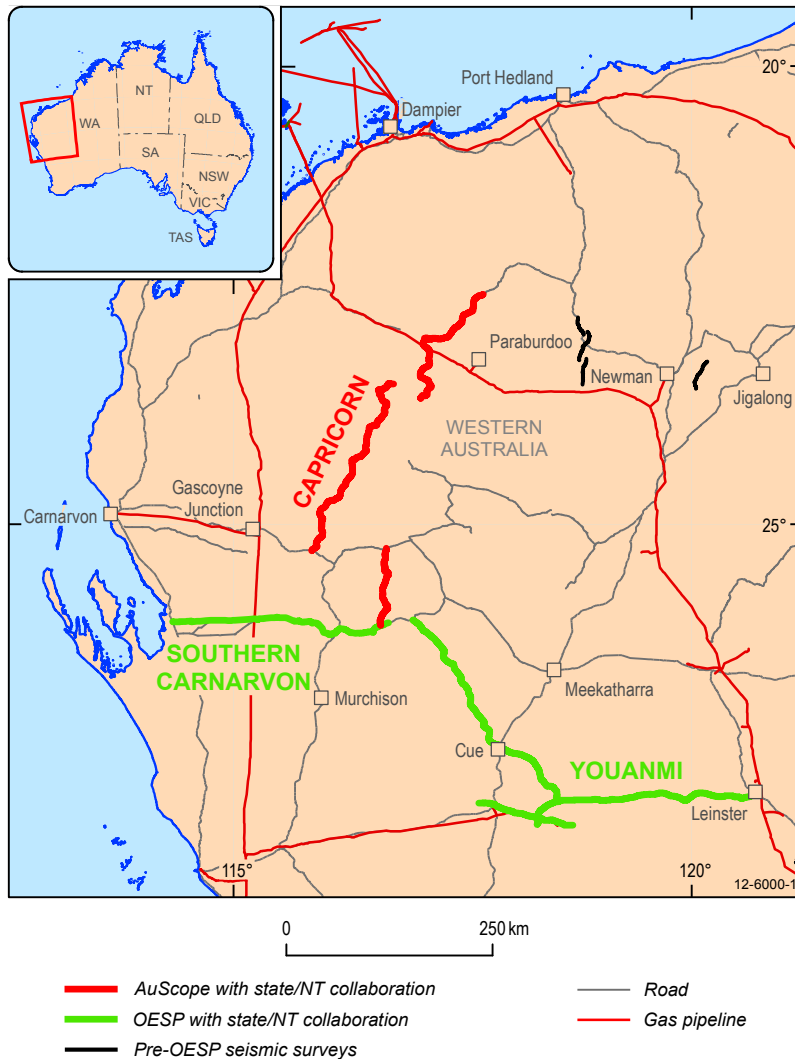 NT
WA
QLD
SA
NSW
VIC
TAS
20°
Port Hedland
Dampier
Paraburdoo
Newman
Jigalong
CAPRICORN
WESTERN
AUSTRALIA
Gascoyne
Junction
Carnarvon
25°
SOUTHERN
CARNARVON
Murchison
Meekatharra
Cue
YOUANMI
Leinster
115°
120°
12-6000-1
0 250 km
AuScope with state/NT collaboration
OESP with state/NT collaboration
Pre-OESP seismic surveys
Road
Gas pipeline